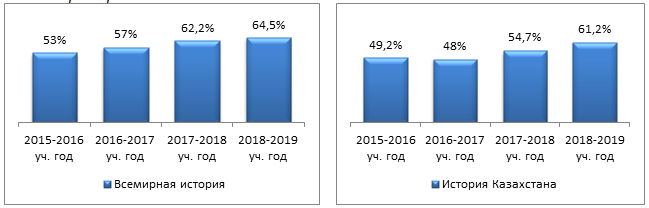 53%
57%
62,2%
64,5%
2015-2016
уч. год
2016-2017
уч. год
2017-2018
уч. год
2018-2019
уч. год
Всемирная история
49,2%
48%
54,7%
61,2%
2015-2016
уч. год
2016-2017
уч. год
2017-2018
уч. год
2018-2019
уч. год
История Казахстана